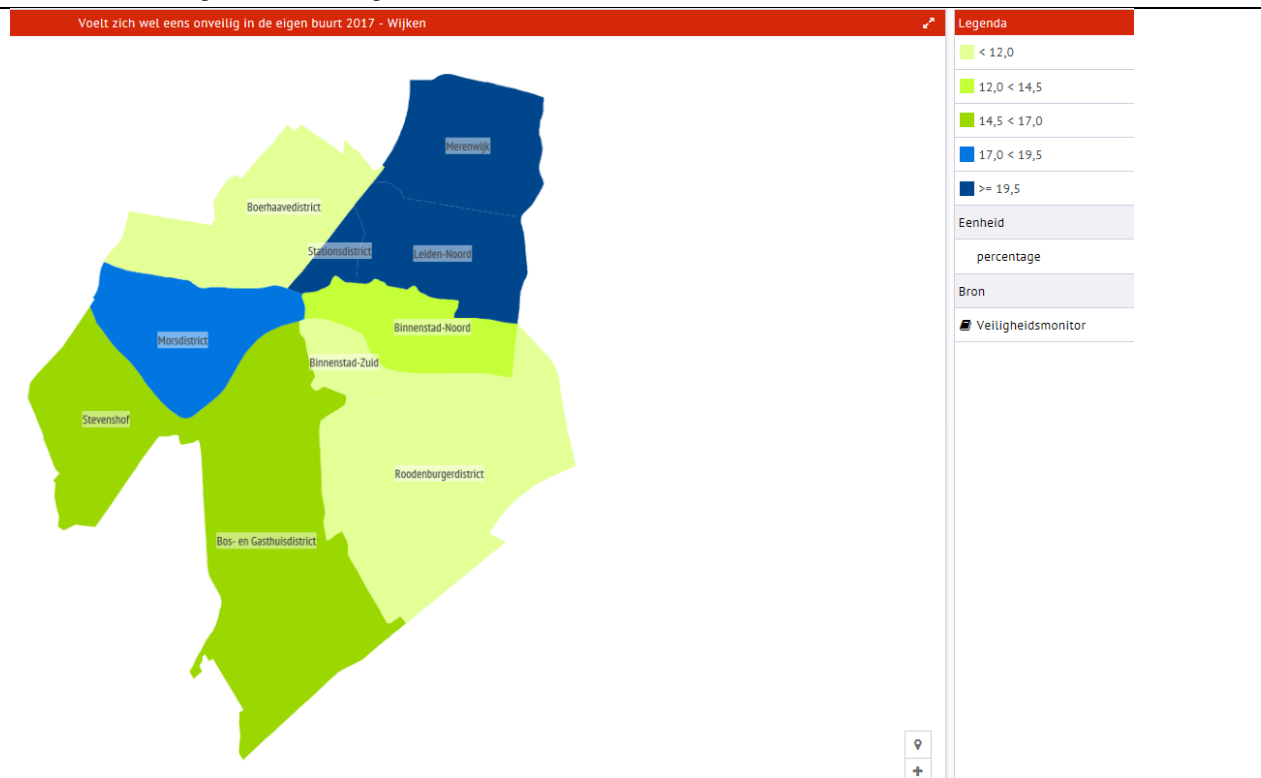 Voelt zich wel eens onveilig in de eigen buurt 2017 - Wijken
Merenwijk
Boerhaavedistrict
Stationsdistrict
Leiden-Noord
Binnenstad-Noord
Morsdistrict
Binnenstad-Zuid
Stevenshof
Roodenburgerdistrict
Bos- en Gasthuisdistrict
Legenda
< 12,0
12,0 < 14,5
14,5 < 17,0
17,0 < 19,5
>= 19,5
Eenheid
percentage
Bron
Veiligheidsmonitor